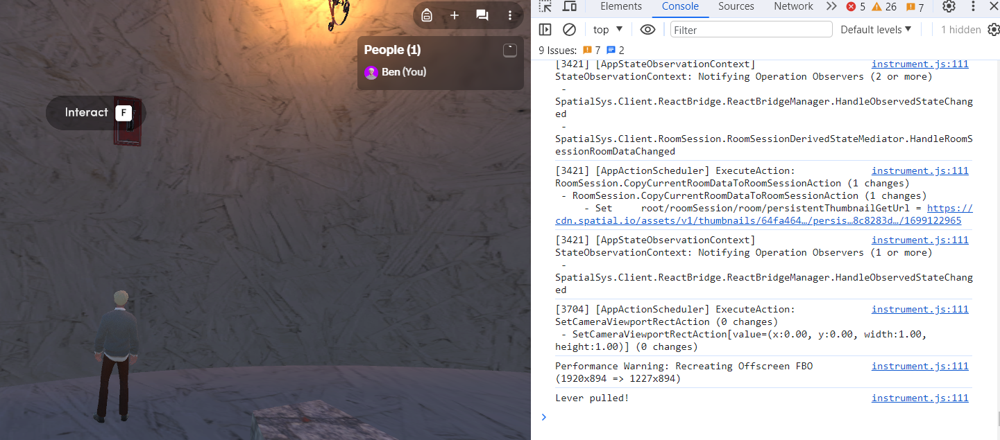 People (1)
Ben (You)
Interact F
Elements Console Sources Network 5 26 7
top Filter Default levels 1 hidden
9 Issues: 7 2
[3421] [AppStateObservationContext] instrument.js:111
StateObservationContext: Notifying Operation Observers (2 or more)
-
SpatialSys.Client.ReactBridge.ReactBridgeManager.HandleObservedStateChang
ed
-
SpatialSys.Client.RoomSession.RoomSessionDerivedStateMediator.HandleRoomS
essionRoomDataChanged
[3421] [AppActionScheduler] ExecuteAction: instrument.js:111
RoomSession.CopyCurrentRoomDataToRoomSessionAction (1 changes)
- RoomSession.CopyCurrentRoomDataToRoomSessionAction (1 changes)
- Set root/roomSession/room/persistentThumbnailGetUrl = https://
cdn.spatial.io/assets/v1/thumbnails/64fa464…/persis…8c8283d…/1699122965
[3421] [AppStateObservationContext] instrument.js:111
StateObservationContext: Notifying Operation Observers (1 or more)
-
SpatialSys.Client.ReactBridge.ReactBridgeManager.HandleObservedStateChang
ed
[3704] [AppActionScheduler] ExecuteAction: instrument.js:111
SetCameraViewportRectAction (0 changes)
- SetCameraViewportRectAction[value=(x:0.00, y:0.00, width:1.00,
height:1.00)] (0 changes)
Performance Warning: Recreating Offscreen FBO instrument.js:111
(1920x894 => 1227x894)
Lever pulled! instrument.js:111